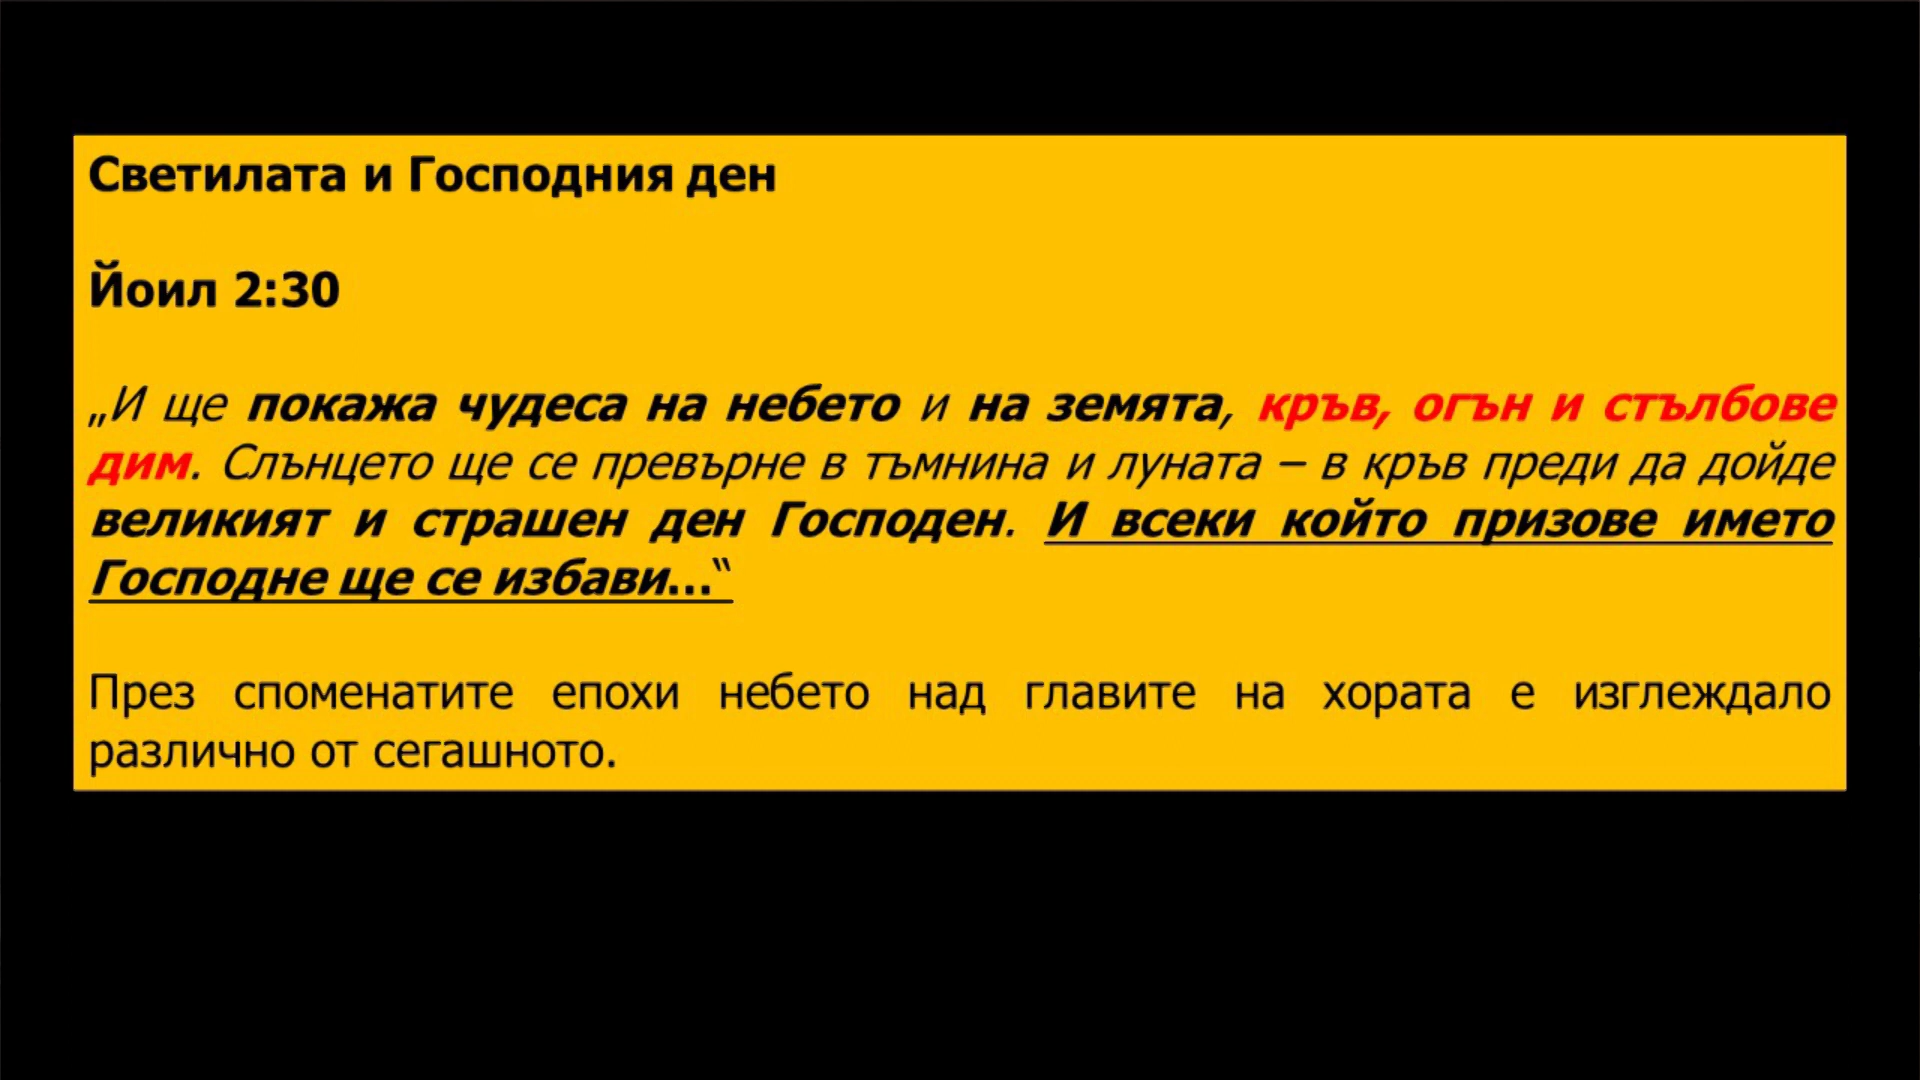 Светилата и Господния ден
Йоил 2:30
„И ще покажа чудеса на небето и на земята, кръв, огън и стълбове
дим. Слънцето ще се превърне в тъмнина и луната – в кръв преди да дойде
великият и страшен ден Господен. И всеки който призове името
Господне ще се избави...“
През споменатите епохи небето над главите на хората е изглеждало
различно от сегашното.